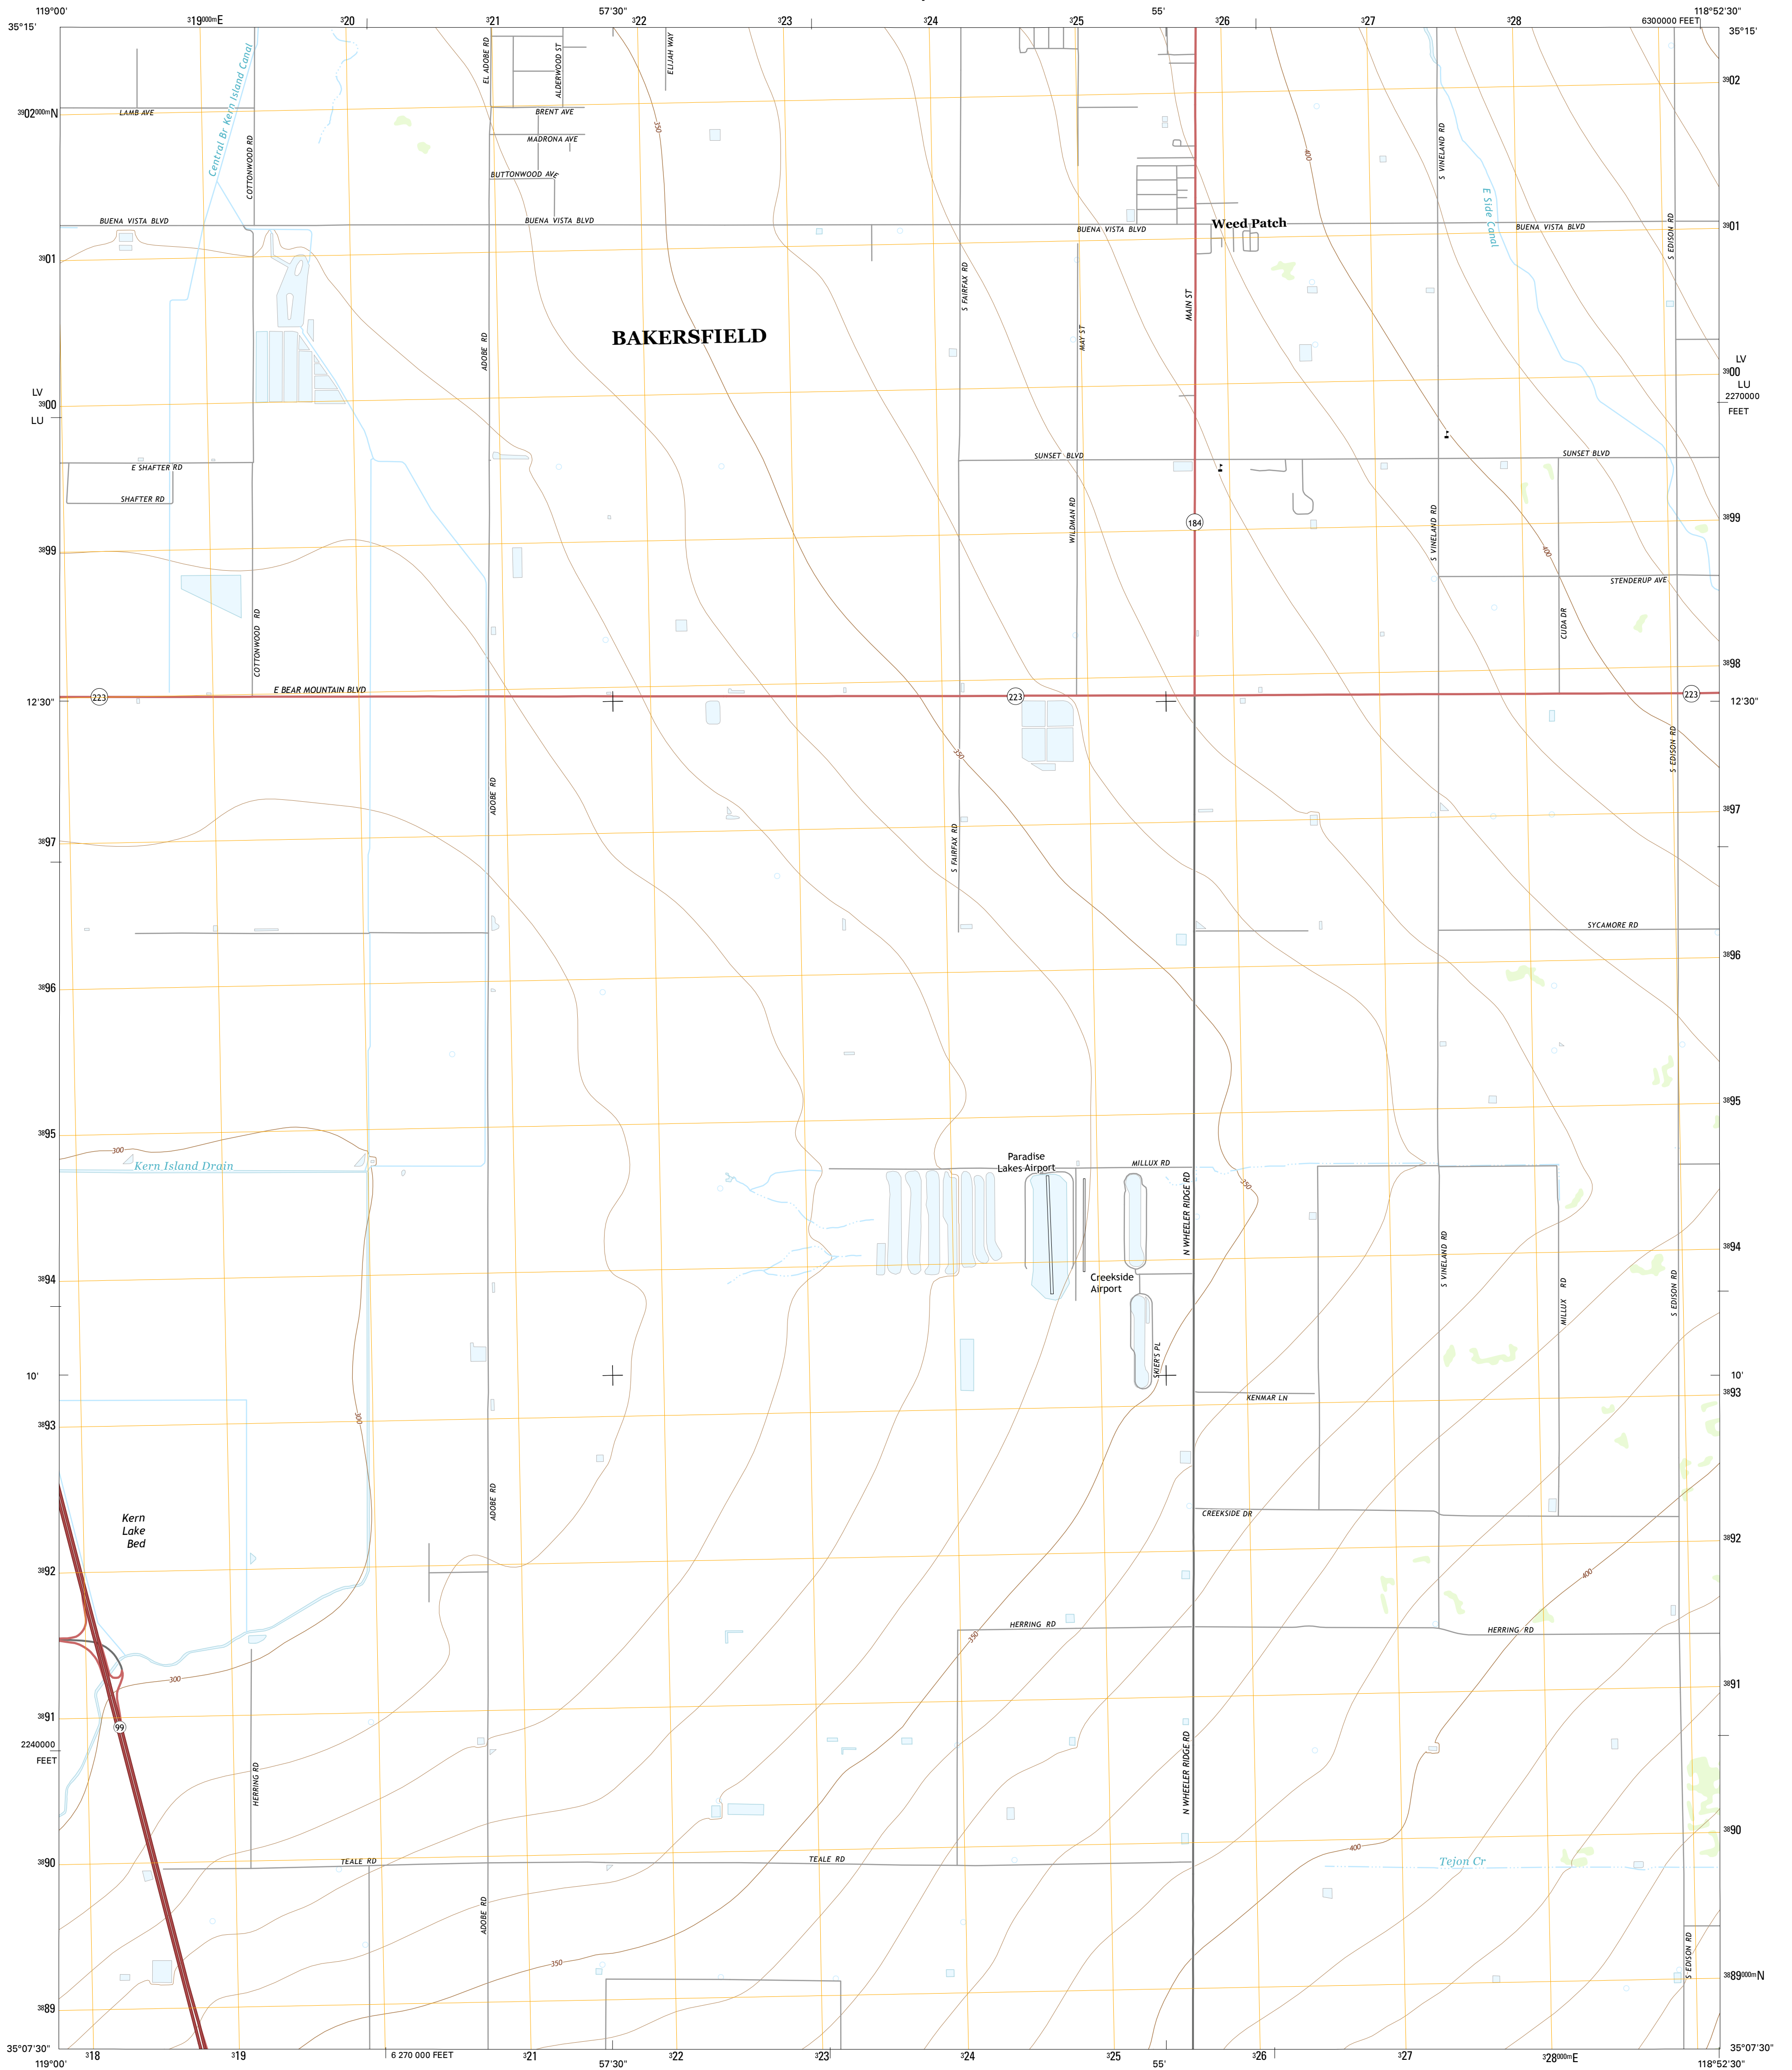 119°00'
319000mE
320
321
57'30"
322
323
324
325
55'
326
327
328
6300000 FEET
118°52'30"
35°15'
35°15'
Central Br Kern Island Canal
COTTONWOOD RD
EL ADOBE RD
ALDERWOOD ST
ELIJAH WAY
3902
3902000mN
LAMB AVE
BRENT AVE
350
400
S VINELAND RD
MADRONA AVE
BUTTONWOOD AVE
E Side Canal
S EDISON RD
BUENA VISTA BLVD
BUENA VISTA BLVD
BUENA VISTA BLVD
Weed Patch
BUENA VISTA BLVD
3901
3901
S FAIRFAX RD
MAIN ST
MAY ST
ADOBE RD
BAKERSFIELD
LV
3900
LU
2270000
FEET
LV
3900
LU
SUNSET BLVD
SUNSET BLVD
E SHAFTER RD
SHAFTER RD
WILDMAN RD
184
S VINELAND RD
3899
3899
400
STENDERUP AVE
COTTONWOOD RD
CUDA DR
3898
E BEAR MOUNTAIN BLVD
223
223
223
12'30"
12'30"
350
S EDISON RD
ADOBE RD
3897
3897
S FAIRFAX RD
SYCAMORE RD
3896
3896
3895
3895
300
Kern Island Drain
Paradise
Lakes Airport
MILLUX RD
350
N WHEELER RIDGE RD
S VINELAND RD
3894
3894
Creekside
Airport
MILLUX RD
S EDISON RD
SKIER'S PL
10'
10'
3893
KENMAR LN
300
3893
ADOBE RD
Kern
Lake
Bed
CREEKSIDE DR
3892
3892
400
HERRING RD
350
HERRING RD
300
3891
3891
99
2240000
FEET
HERRING RD
N WHEELER RIDGE RD
3890
3890
400
TEALE RD
TEALE RD
Tejon Cr
ADOBE RD
350
S EDISON RD
3889000mN
3889
35°07'30"
35°07'30"
119°00'
318
319
6 270 000 FEET
321
57'30"
322
323
324
325
55'
326
327
328000mE
118°52'30"